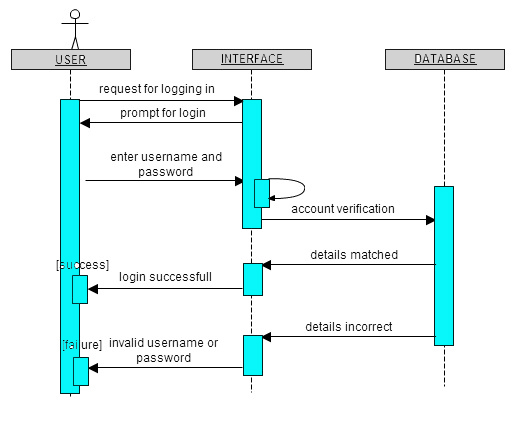 USER
INTERFACE
DATABASE
request for logging in
prompt for login
enter username and
password
account verification
details matched
[success]
login successfull
details incorrect
[failure]
invalid username or
password